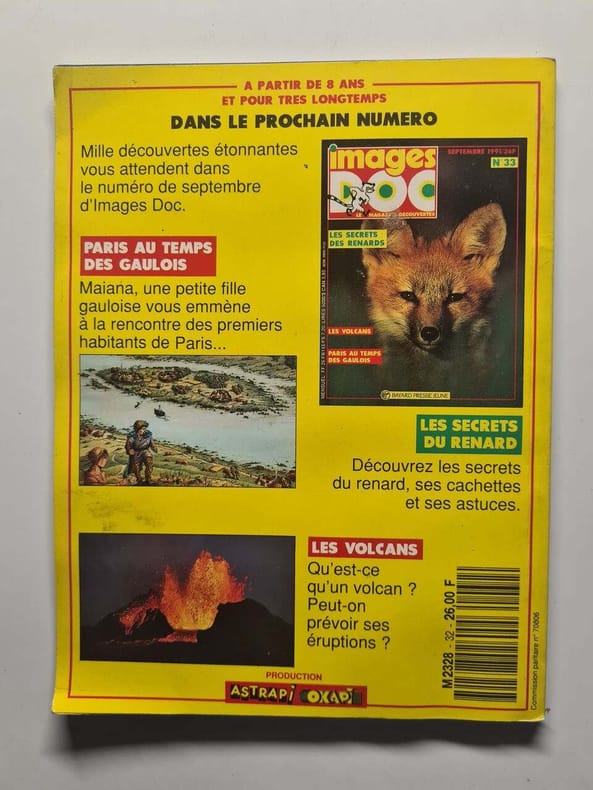 A PARTIR DE 8 ANS
ET POUR TRES LONGTEMPS
DANS LE PROCHAIN NUMERO
Mille découvertes étonnantes
vous attendent dans
le numéro de septembre
d'Images Doc.
SEPTEMBRE 1991/26F
images
N°33
DOC
LE MAGAZINE DECOUVERTES
LES SECRETS
DES RENARDS
LES VOLCANS
PARIS AU TEMPS
DES GAULOIS
BAYARD PRESSE JEUNE
PARIS AU TEMPS
DES GAULOIS
Maiana, une petite fille
gauloise vous emmène
à la rencontre des premiers
habitants de Paris...
LES SECRETS
DU RENARD
Découvrez les secrets
du renard, ses cachettes
et ses astuces.
LES VOLCANS
Qu'est-ce
qu'un volcan ?
Peut-on
prévoir ses
éruptions ?
M 2328 - 32 - 26,00 F
Commission paritaire n° 70806
PRODUCTION
ASTRAPi OKAPi